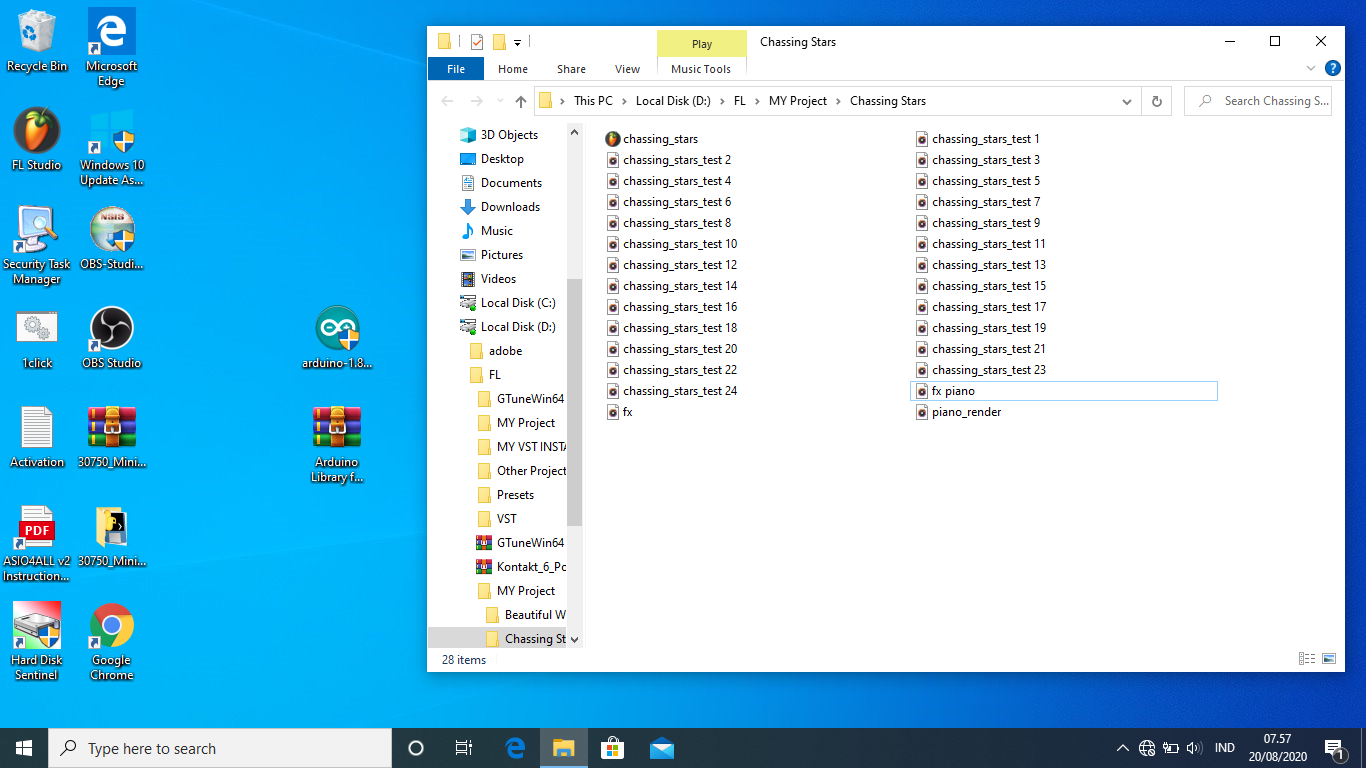 Recycle Bin
Microsoft
Edge
FL Studio
Windows 10
Update As...
Security Task
Manager
OBS-Studi...
1click
OBS Studio
arduino-1.8...
Activation
30750_Mini...
Arduino
Library f...
PDF
ASIO4ALL v2
Instruction...
30750_Mini...
Hard Disk
Sentinel
Google
Chrome
Play
Chassing Stars
File
Home
Share
View
Music Tools
This PC
Local Disk (D:)
FL
MY Project
Chassing Stars
Search Chassing S...
3D Objects
Desktop
Documents
Downloads
Music
Pictures
Videos
Local Disk (C:)
Local Disk (D:)
adobe
FL
GTuneWin64
MY Project
MY VST INSTA
Other Project
Presets
VST
GTuneWin64
Kontakt_6_Po
MY Project
Beautiful W
Chassing St
chassing_stars
chassing_stars_test 1
chassing_stars_test 2
chassing_stars_test 3
chassing_stars_test 4
chassing_stars_test 5
chassing_stars_test 6
chassing_stars_test 7
chassing_stars_test 8
chassing_stars_test 9
chassing_stars_test 10
chassing_stars_test 11
chassing_stars_test 12
chassing_stars_test 13
chassing_stars_test 14
chassing_stars_test 15
chassing_stars_test 16
chassing_stars_test 17
chassing_stars_test 18
chassing_stars_test 19
chassing_stars_test 20
chassing_stars_test 21
chassing_stars_test 22
chassing_stars_test 23
chassing_stars_test 24
fx piano
fx
piano_render
28 items
Type here to search
IND
07.57
20/08/2020
1